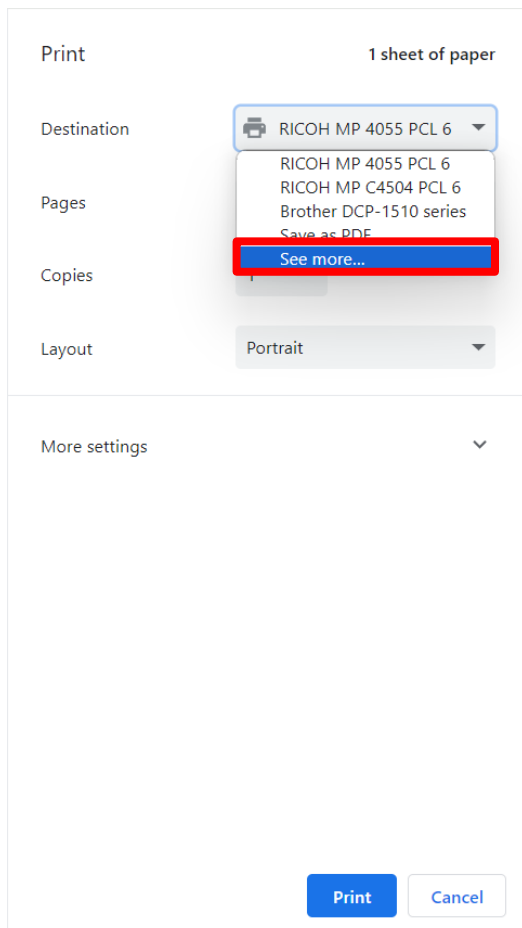 Print 1 sheet of paper
Destination RICOH MP 4055 PCL 6
RICOH MP 4055 PCL 6
RICOH MP C4504 PCL 6
Pages
Brother DCP-1510 series
Save as PDF
See more...
Copies 1
Layout Portrait
More settings
Print Cancel